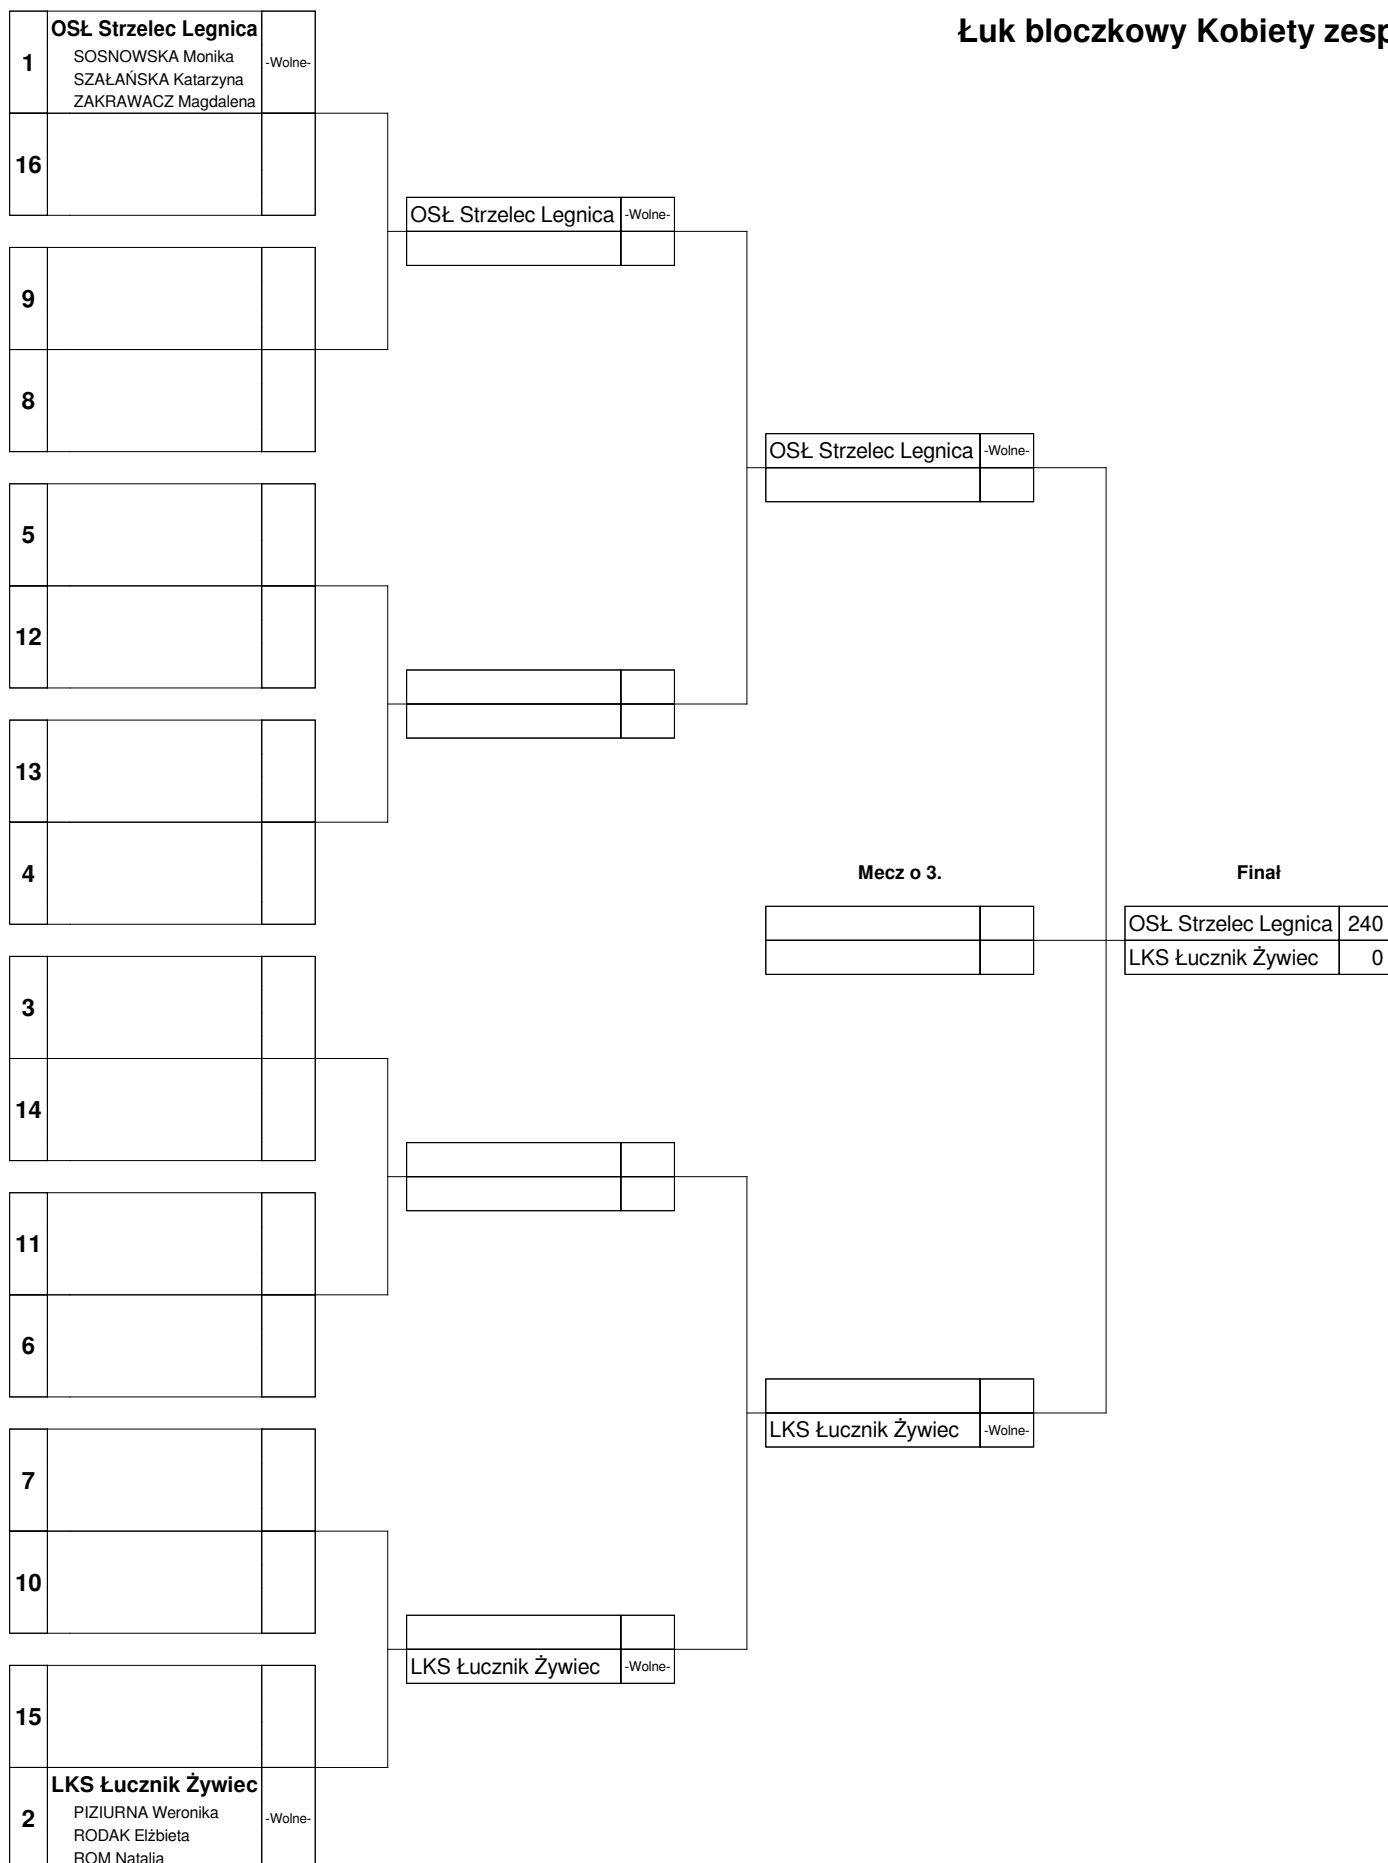 Łuk bloczkowy Kobiety zesp
1
OSŁ Strzelec Legnica
SOSNOWSKA Monika
SZAŁAŃSKA Katarzyna
ZAKRAWACZ Magdalena
-Wolne-
16
OSŁ Strzelec Legnica -Wolne-
9
8
OSŁ Strzelec Legnica -Wolne-
5
12
13
4
Mecz o 3.
Finał
OSŁ Strzelec Legnica 240
LKS Łucznik Żywiec 0
3
14
11
6
LKS Łucznik Żywiec -Wolne-
7
10
LKS Łucznik Żywiec -Wolne-
15
2
LKS Łucznik Żywiec
PIZIURNA Weronika
RODAK Elżbieta
ROM Natalia
-Wolne-